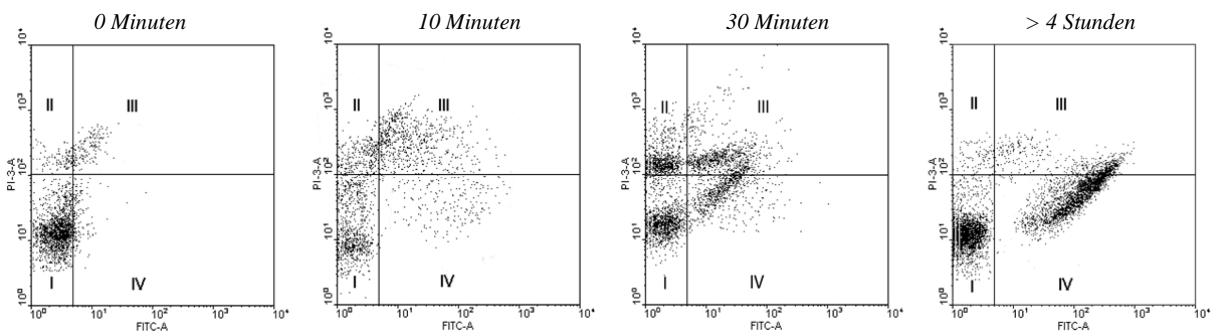 0 Minuten
10⁴
10³
10²
10¹
10⁰
PI-3-A
II
III
I
IV
10⁰ 10¹ 10² 10³ 10⁴
FITC-A
10 Minuten
10⁴
10³
10²
10¹
10⁰
PI-3-A
II
III
I
IV
10⁰ 10¹ 10² 10³ 10⁴
FITC-A
30 Minuten
10⁴
10³
10²
10¹
10⁰
PI-3-A
II
III
I
IV
10⁰ 10¹ 10² 10³ 10⁴
FITC-A
> 4 Stunden
10⁴
10³
10²
10¹
10⁰
PI-3-A
II
III
I
IV
10⁰ 10¹ 10² 10³ 10⁴
FITC-A